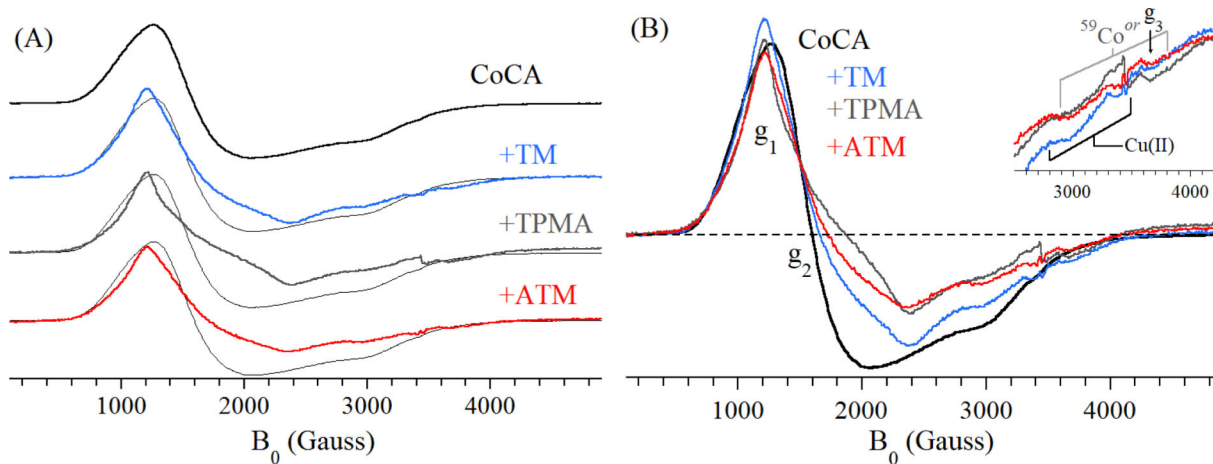 (A)
CoCA
+TM
+TPMA
+ATM
1000 2000 3000 4000
B0 (Gauss)
(B)
CoCA
+TM
+TPMA
+ATM
g1
g2
59Co or g3
Cu(II)
3000 4000
1000 2000 3000 4000
B0 (Gauss)